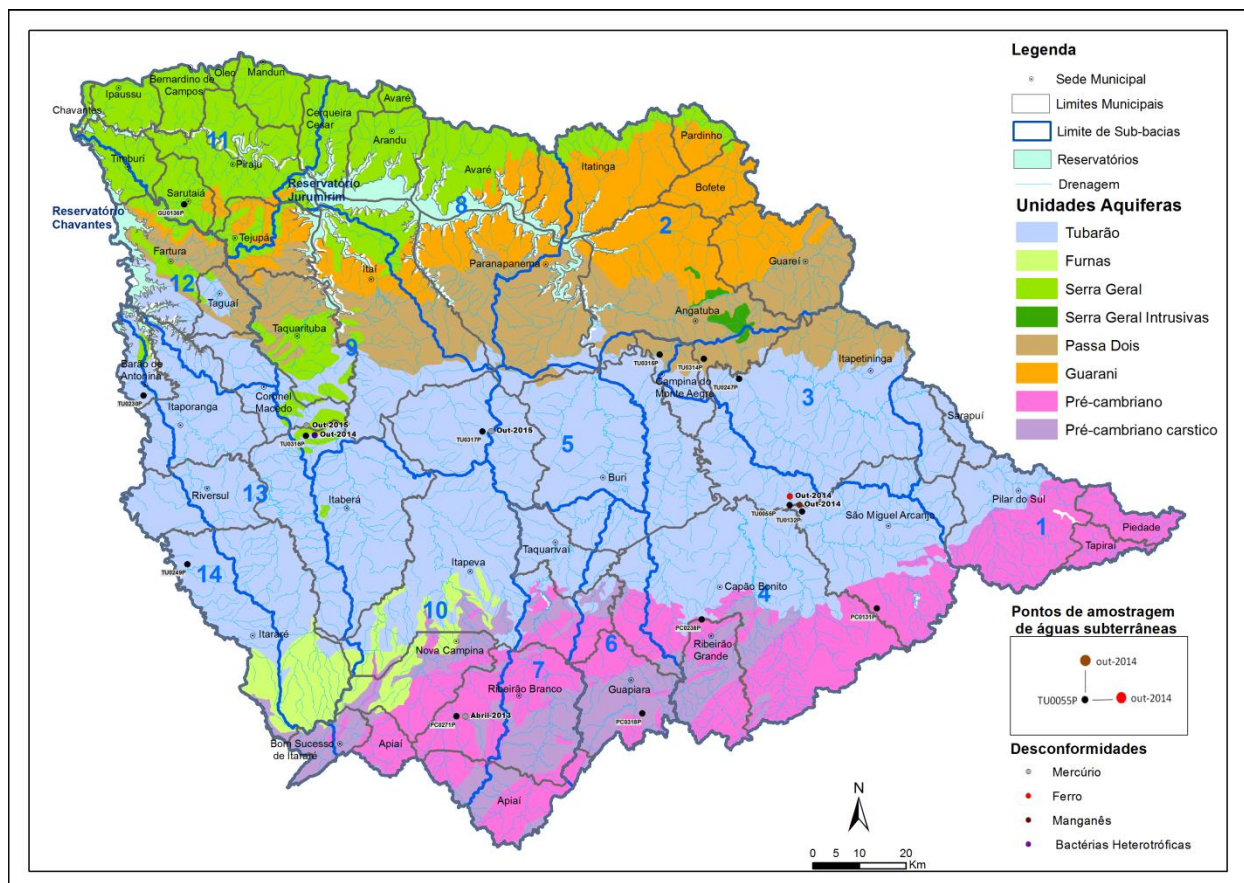 Legenda
Sede Municipal
Limites Municipais
Limite de Sub-bacias
Reservatórios
Drenagem
Unidades Aquiferas
Tubarão
Furnas
Serra Geral
Serra Geral Intrusivas
Passa Dois
Guarani
Pré-cambriano
Pré-cambriano carstico
Pontos de amostragem
de águas subterrâneas
out-2014
TU0055P
out-2014
Desconformidades
Mercúrio
Ferro
Manganês
Bactérias Heterotróficas
N
0 5 10 20
Km
Óleo
Manduri
Bernardino de
Campos
Ipaussu
Chavantes
Cerqueira
Cesar
Avaré
Arandu
11
Timburi
Piraju
Avaré
Itatinga
Pardinho
Bofete
Sarutaiá
GU0136P
Reservatório
Jurumirim
8
2
Reservatório
Chavantes
Tejupá
Fartura
Itaí
Paranapanema
Guareí
12
Taguaí
Angatuba
Taquarituba
9
Barão de
Antonina
TU0230P
Coronel
Macedo
Itaporanga
TU0315P
TU0314P
Campina do
Monte Aegre
TU0247P
Itapetininga
3
Sarapuí
Out-2015
Out-2014
TU0316P
TU0317P
Out-2015
5
Buri
Riversul
13
Itaberá
Out-2014
Out-2014
TU0055P
TU0132P
São Miguel Arcanjo
Pilar do Sul
1
Piedade
Tapiraí
Taquarivaí
14
TU0249P
Itapeva
10
Capão Bonito
4
PC0131P
PC0238P
Itararé
Nova Campina
6
Ribeirão
Grande
7
Ribeirão Branco
Guapiara
PC0271P
Abril-2013
PC0318P
Bom Sucesso
de Itararé
Apiaí
Apiaí